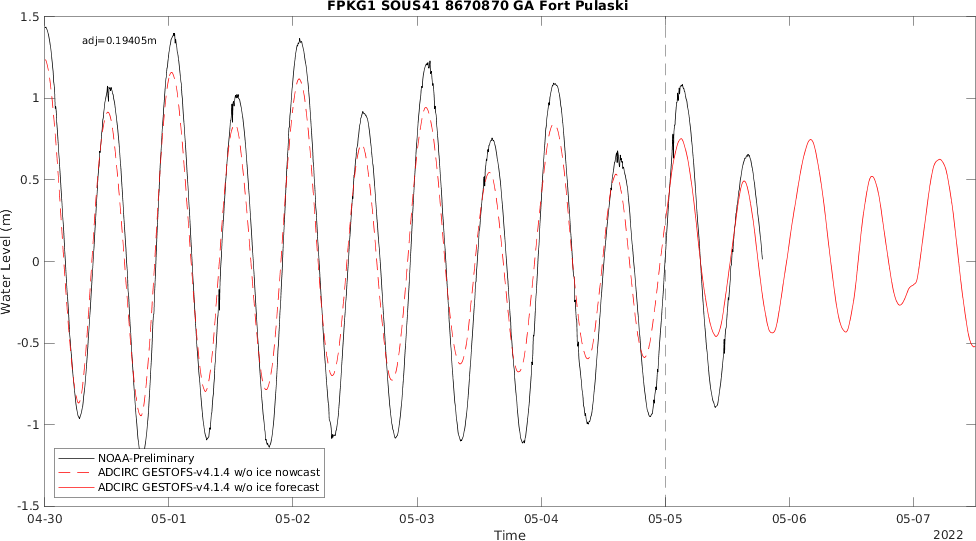 FPKG1 SOUS41 8670870 GA Fort Pulaski
adj=0.19405m
1.5
1
0.5
0
-0.5
-1
-1.5
Water Level (m)
NOAA-Preliminary
ADCIRC GESTOFS-v4.1.4 w/o ice nowcast
ADCIRC GESTOFS-v4.1.4 w/o ice forecast
04-30 05-01 05-02 05-03 05-04 05-05 05-06 05-07
Time
2022